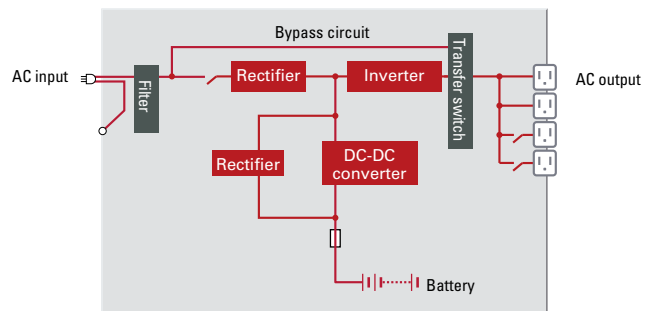 Bypass circuit
AC input
Filter
Rectifier
Inverter
Transfer switch
AC output
Rectifier
DC-DC
converter
Battery